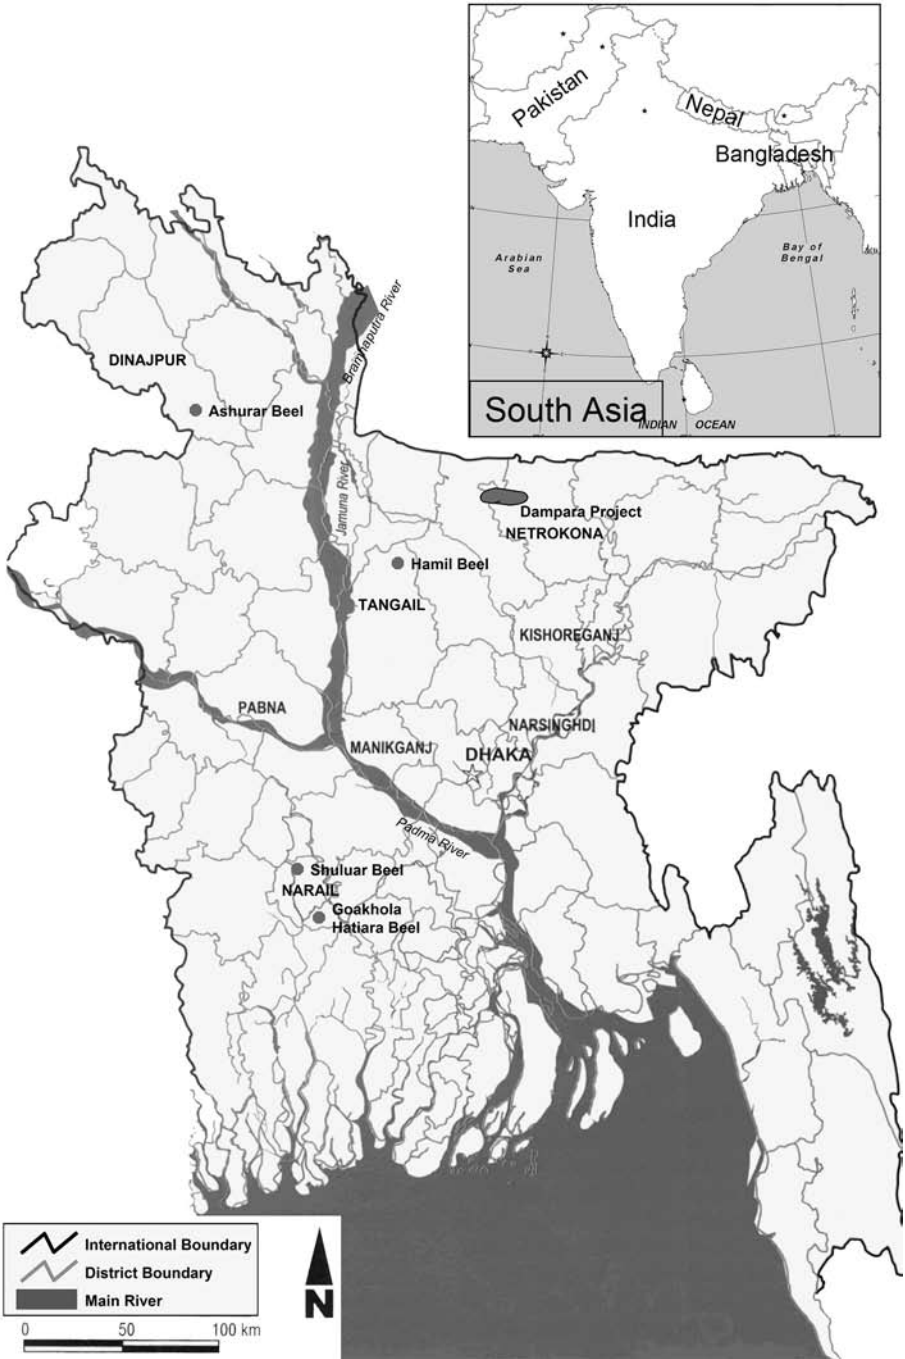 Pakistan
Nepal
Bangladesh
India
Arabian
Sea
Bay of
Bengal
South Asia
INDIAN OCEAN
Bramhaputra River
DINAJPUR
Ashurar Beel
Jamuna River
Dampara Project
NETROKONA
Hamil Beel
TANGAIL
KISHOREGANJ
PABNA
NARSINGHDI
MANIKGANJ
DHAKA
Padma River
Shuluar Beel
NARAIL
Goakhola
Hatiara Beel
International Boundary
District Boundary
Main River
0 50 100 km
N